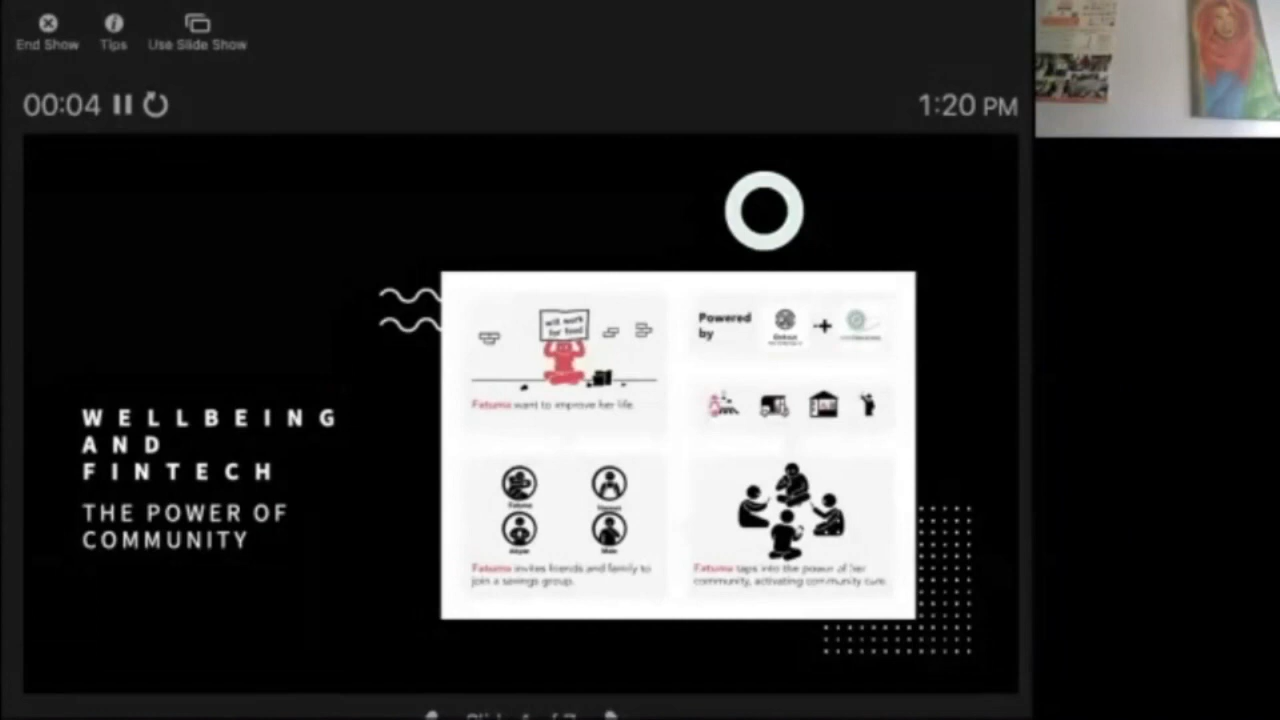 End Show Tips Use Slide Show
00:04
1:20 PM
WELLBEING
AND
FINTECH
THE POWER OF
COMMUNITY
will work
for food
Fatuma want to improve her life.
Powered
by
+
Fatuma
Fatuma invites friends and family to
join a savings group.
Fatuma taps into the power of her
community, activating community cure.